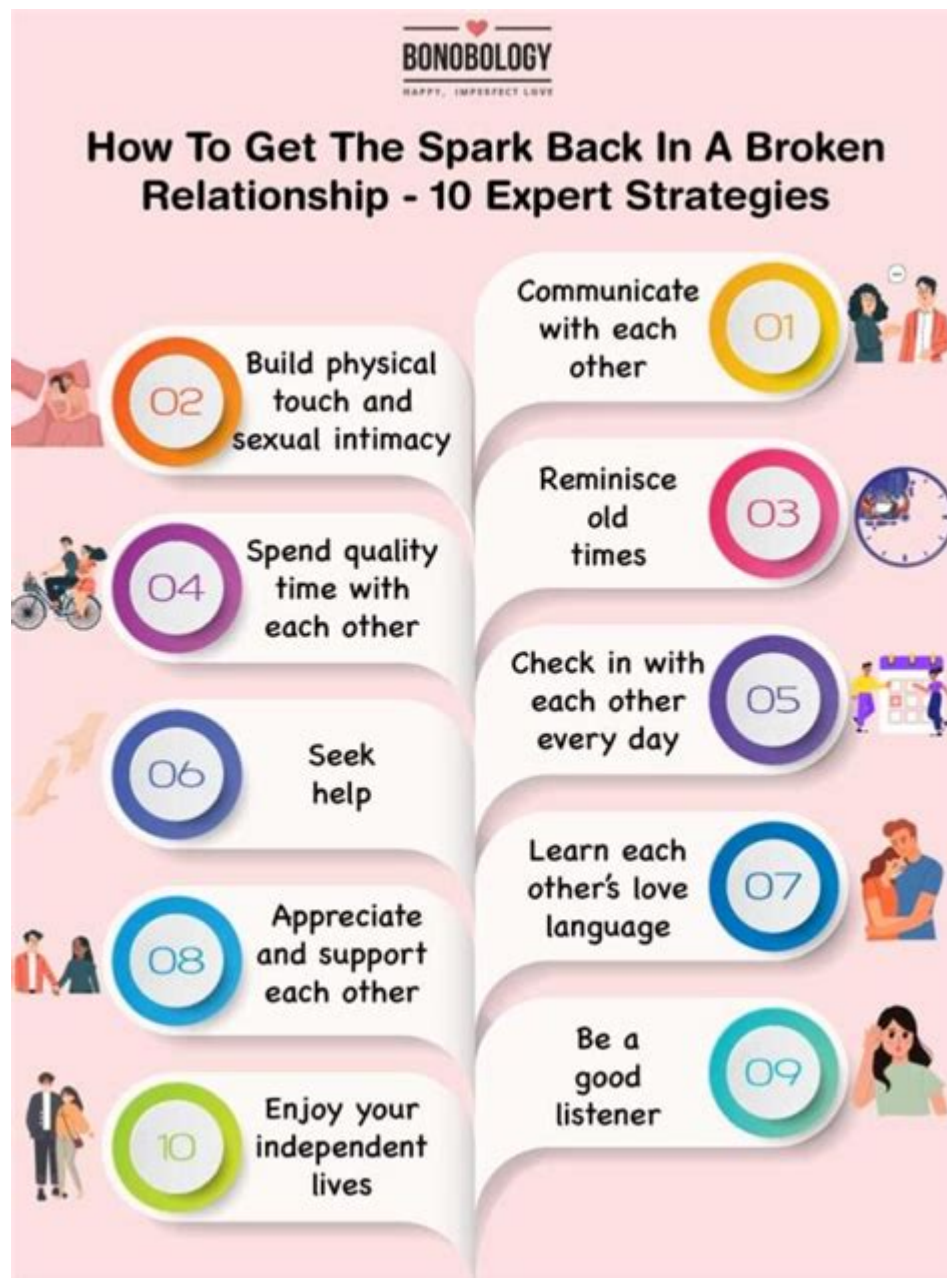 BONOBOLOGY
HAPPY, IMPERFECT LOVE
How To Get The Spark Back In A Broken
Relationship - 10 Expert Strategies
01
Communicate
with each
other
02
Build physical
touch and
sexual intimacy
03
Reminisce
old
times
04
Spend quality
time with
each other
05
Check in with
each other
every day
06
Seek
help
07
Learn each
other's love
language
08
Appreciate
and support
each other
09
Be a
good
listener
10
Enjoy your
independent
lives